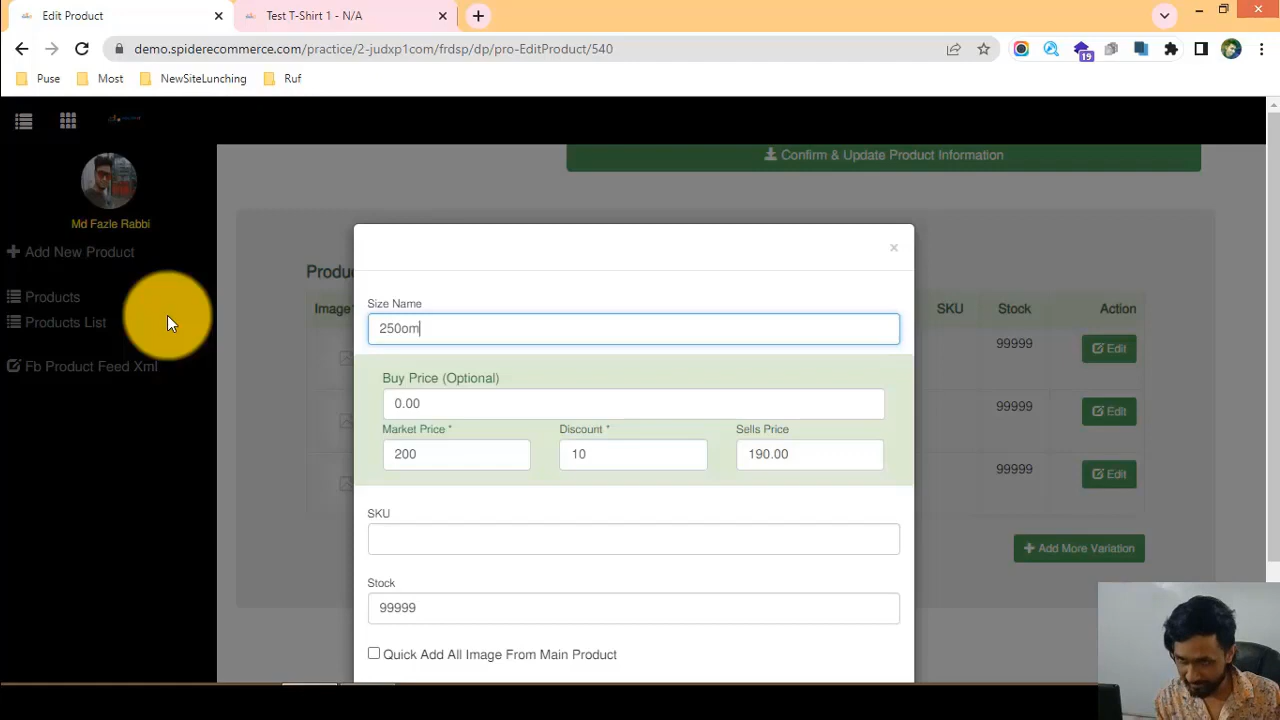 Edit Product
Test T-Shirt 1 - N/A
demo.spiderecommerce.com/practice/2-judxp1com/frdsp/dp/pro-EditProduct/540
19
Puse Most NewSiteLunching Ruf
Confirm & Update Product Information
Md Fazle Rabbi
Add New Product
Products
Products List
Fb Product Feed Xml
×
Size Name
250om
Buy Price (Optional)
0.00
Market Price * Discount * Sells Price
200 10 190.00
SKU
Stock
99999
Quick Add All Image From Main Product
Produc
Image SKU Stock Action
99999 Edit
99999 Edit
99999 Edit
Add More Variation